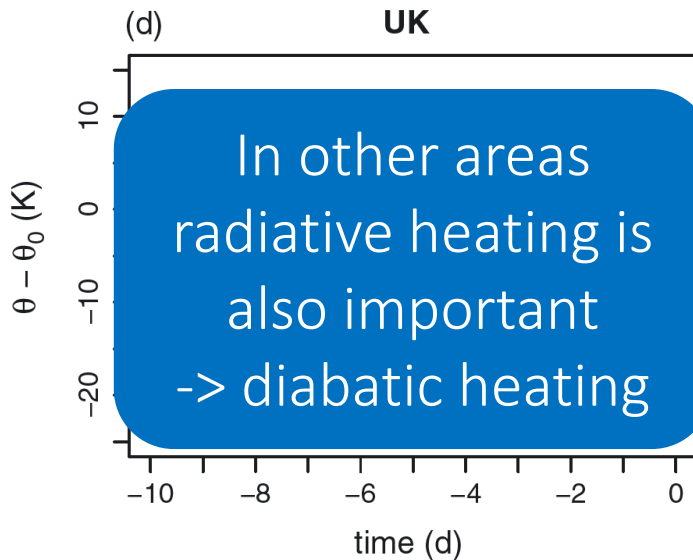 (d) UK
In other areas
radiative heating is
also important
-> diabatic heating
θ − θ₀ (K)
10
0
−10
−20
−10 −8 −6 −4 −2 0
time (d)